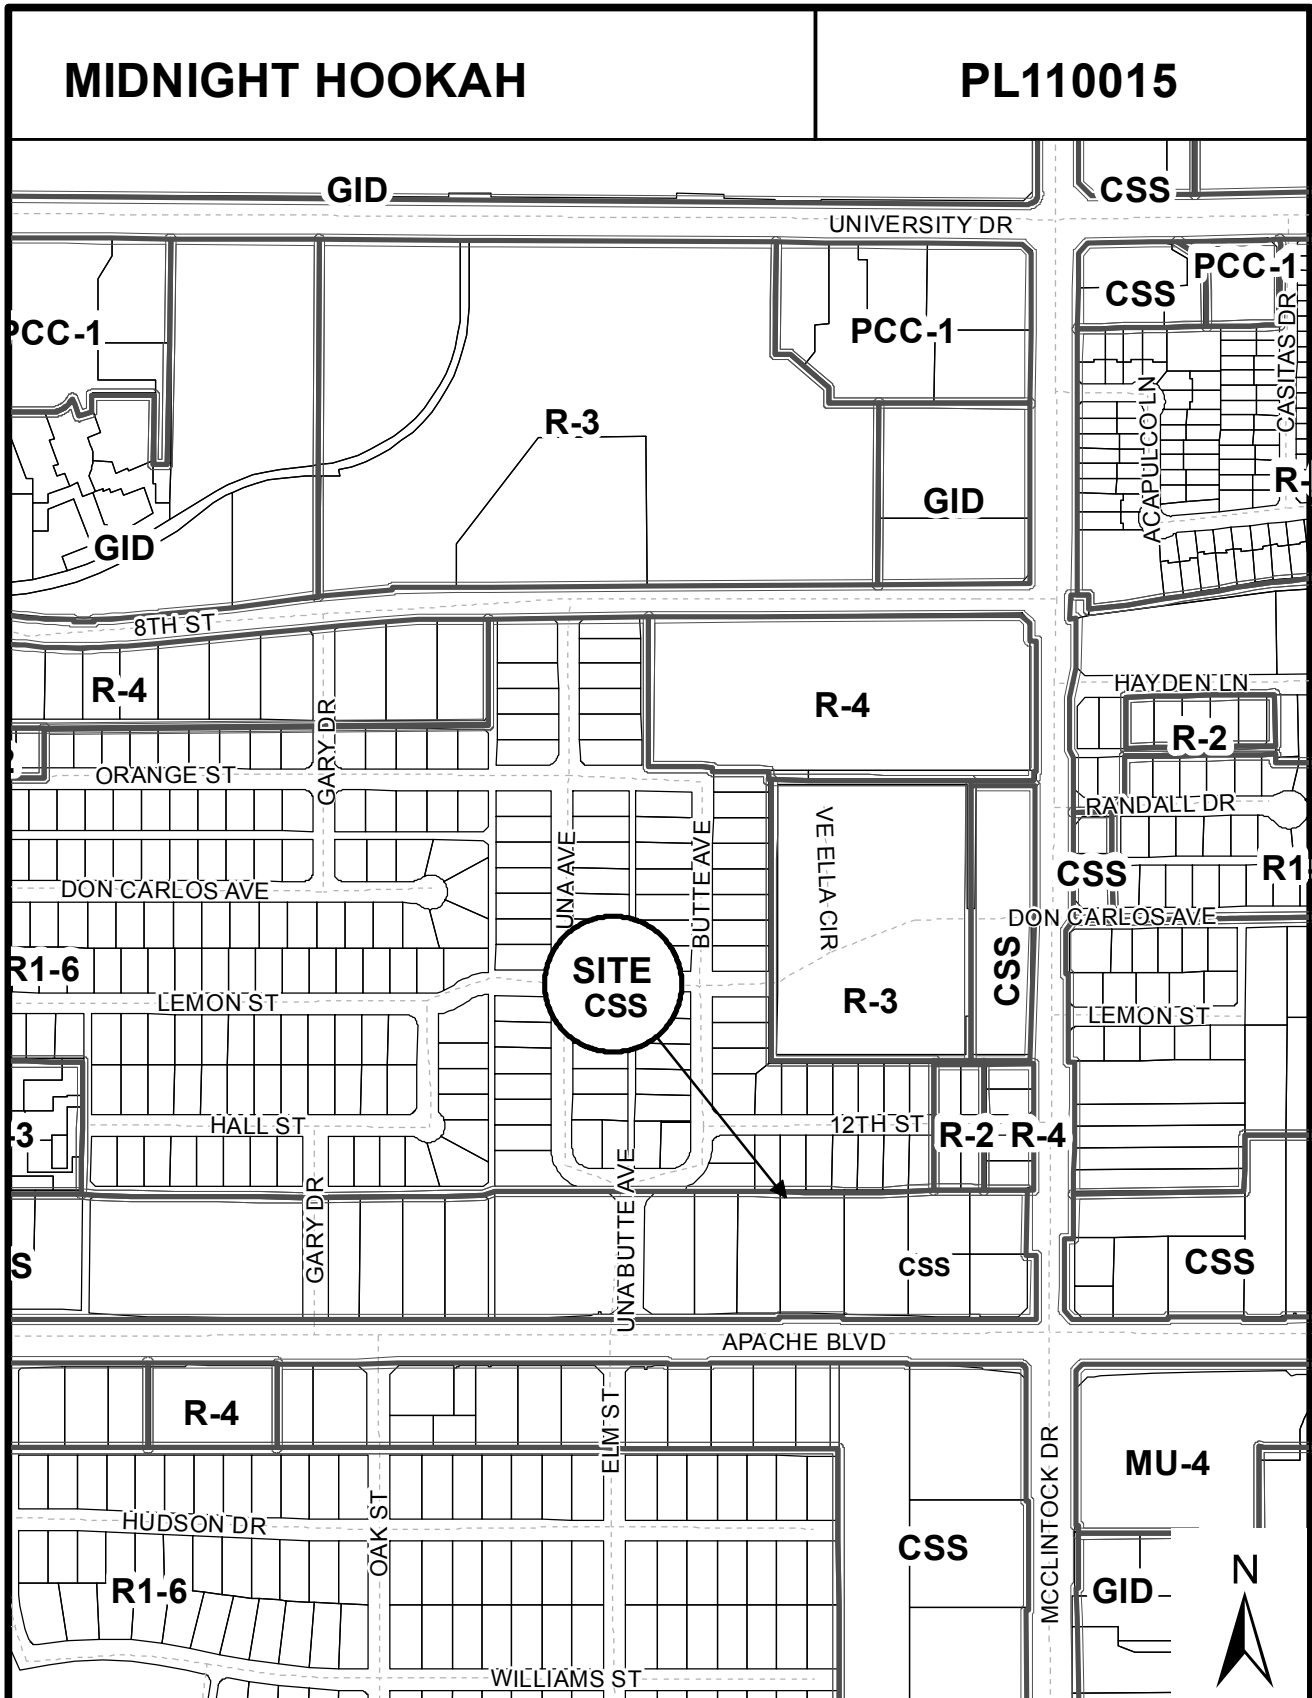 MIDNIGHT HOOKAH
PL110015
GID
CSS
UNIVERSITY DR
PCC-1
CSS
PCC-1
PCC-1
CASITAS DR
ACAPULCO LN
R-3
R-
GID
GID
8TH ST
R-4
GARY DR
R-4
HAYDEN LN
R-2
ORANGE ST
RANDALL DR
VE ELLA CIR
UNA AVE
BUTTE AVE
CSS
R1
DON CARLOS AVE
DON CARLOS AVE
SITE
CSS
CSS
R1-6
LEMON ST
R-3
LEMON ST
HALL ST
12TH ST
-3
R-2
R-4
GARY DR
UNABUTTE AVE
S
CSS
CSS
APACHE BLVD
R-4
ELM ST
MCCLINTOCK DR
MU-4
HUDSON DR
OAK ST
CSS
R1-6
GID
N
WILLIAMS ST